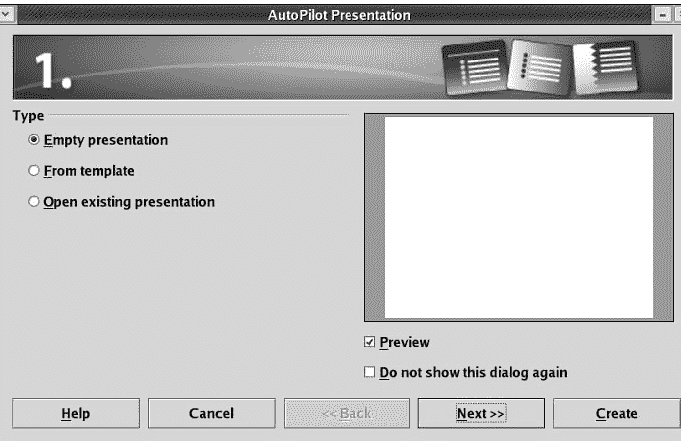 AutoPilot Presentation
1.
Type
Empty presentation
From template
Open existing presentation
Preview
Do not show this dialog again
Help
Cancel
<< Back
Next >>
Create